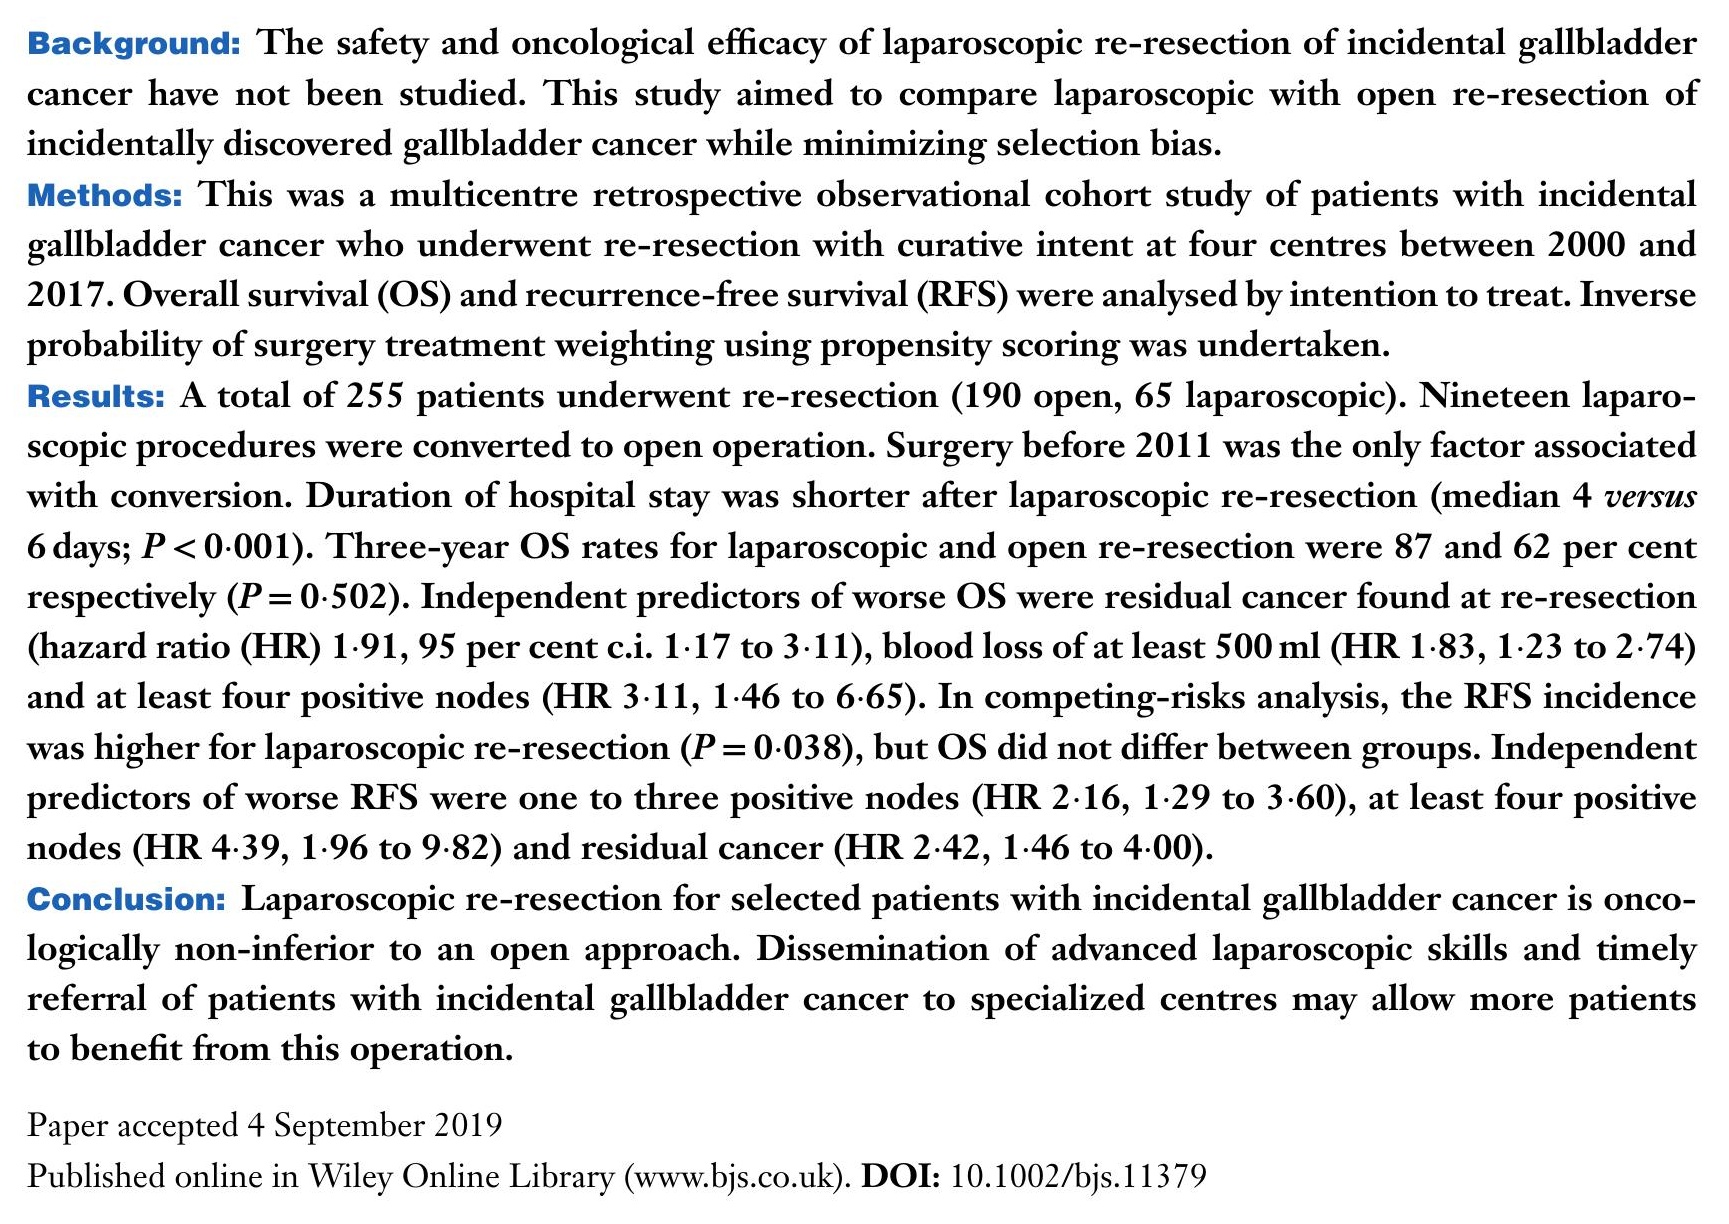 Background: The safety and oncological efficacy of laparoscopic re-resection of incidental gallbladder
cancer have not been studied. This study aimed to compare laparoscopic with open re-resection of
incidentally discovered gallbladder cancer while minimizing selection bias.
Methods: This was a multicentre retrospective observational cohort study of patients with incidental
gallbladder cancer who underwent re-resection with curative intent at four centres between 2000 and
2017. Overall survival (OS) and recurrence-free survival (RFS) were analysed by intention to treat. Inverse
probability of surgery treatment weighting using propensity scoring was undertaken.
Results: A total of 255 patients underwent re-resection (190 open, 65 laparoscopic). Nineteen laparo-
scopic procedures were converted to open operation. Surgery before 2011 was the only factor associated
with conversion. Duration of hospital stay was shorter after laparoscopic re-resection (median 4 versus
6 days; P < 0·001). Three-year OS rates for laparoscopic and open re-resection were 87 and 62 per cent
respectively (P = 0·502). Independent predictors of worse OS were residual cancer found at re-resection
(hazard ratio (HR) 1·91, 95 per cent c.i. 1·17 to 3·11), blood loss of at least 500 ml (HR 1·83, 1·23 to 2·74)
and at least four positive nodes (HR 3·11, 1·46 to 6·65). In competing-risks analysis, the RFS incidence
was higher for laparoscopic re-resection (P = 0·038), but OS did not differ between groups. Independent
predictors of worse RFS were one to three positive nodes (HR 2·16, 1·29 to 3·60), at least four positive
nodes (HR 4·39, 1·96 to 9·82) and residual cancer (HR 2·42, 1·46 to 4·00).
Conclusion: Laparoscopic re-resection for selected patients with incidental gallbladder cancer is onco-
logically non-inferior to an open approach. Dissemination of advanced laparoscopic skills and timely
referral of patients with incidental gallbladder cancer to specialized centres may allow more patients
to benefit from this operation.
Paper accepted 4 September 2019
Published online in Wiley Online Library (www.bjs.co.uk). DOI: 10.1002/bjs.11379